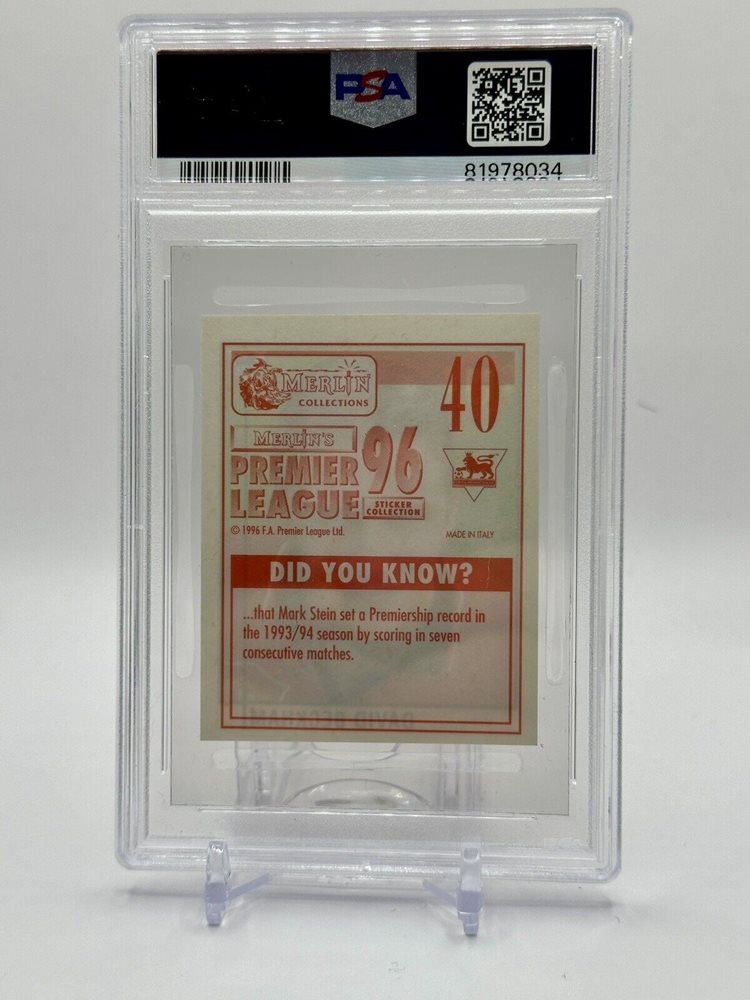 PSA
81978034
MERLIN
COLLECTIONS
40
MERLIN'S
PREMIER
LEAGUE
96
STICKER
COLLECTION
© 1996 F.A. Premier League Ltd.
MADE IN ITALY
DID YOU KNOW?
...that Mark Stein set a Premiership record in
the 1993/94 season by scoring in seven
consecutive matches.
DAVID BECKHAM